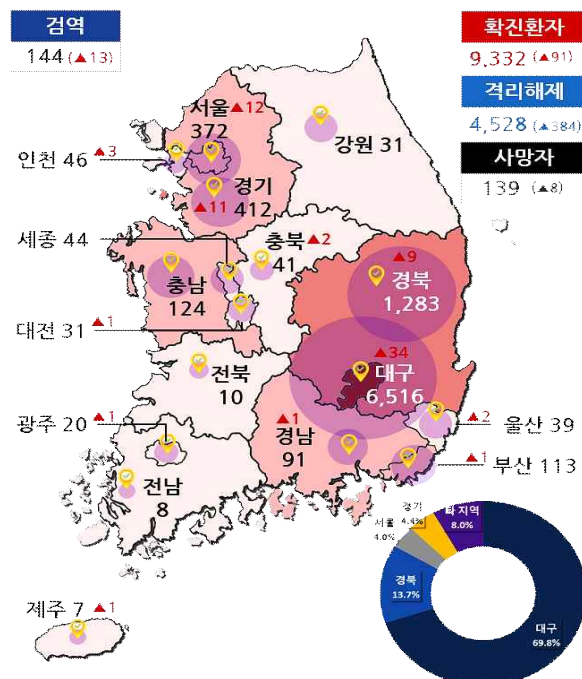 검역
144 (▲13)
확진환자
9,332 (▲91)
격리해제
4,528 (▲384)
사망자
139 (▲8)
서울 ▲12
372
인천 46 ▲3
강원 31
경기
▲11 412
세종 44
충북 ▲2
41
▲9
경북
1,283
충남
124
대전 31 ▲1
▲34
대구
6,516
전북
10
광주 20 ▲1
▲1
경남
91
▲2
울산 39
▲1
부산 113
전남
8
제주 7 ▲1
경기
4.4%
타 지역
8.0%
서울
4.0%
경북
13.7%
대구
69.8%